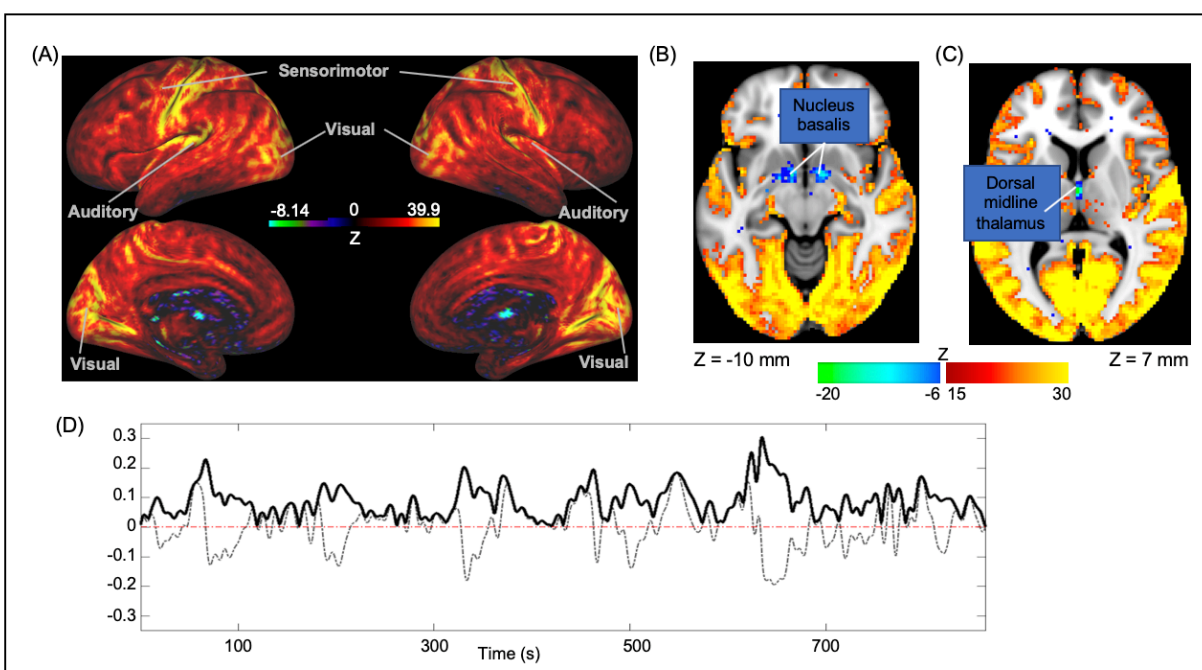 (A)
Sensorimotor
Visual
Auditory
Auditory
-8.14 0 39.9
Z
Visual
Visual
(B)
Nucleus
basalis
Z = -10 mm
(C)
Dorsal
midline
thalamus
Z = 7 mm
Z
-20 -6 15 30
(D)
0.3
0.2
0.1
0
-0.1
-0.2
-0.3
100 300 500 700
Time (s)